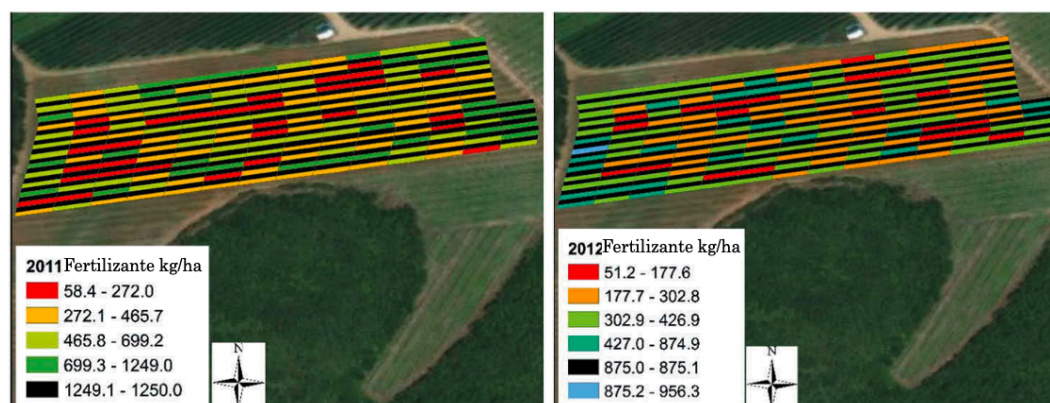 2011 Fertilizante kg/ha
58.4 - 272.0
272.1 - 465.7
465.8 - 699.2
699.3 - 1249.0
1249.1 - 1250.0
N
2012 Fertilizante kg/ha
51.2 - 177.6
177.7 - 302.8
302.9 - 426.9
427.0 - 874.9
875.0 - 875.1
875.2 - 956.3
N